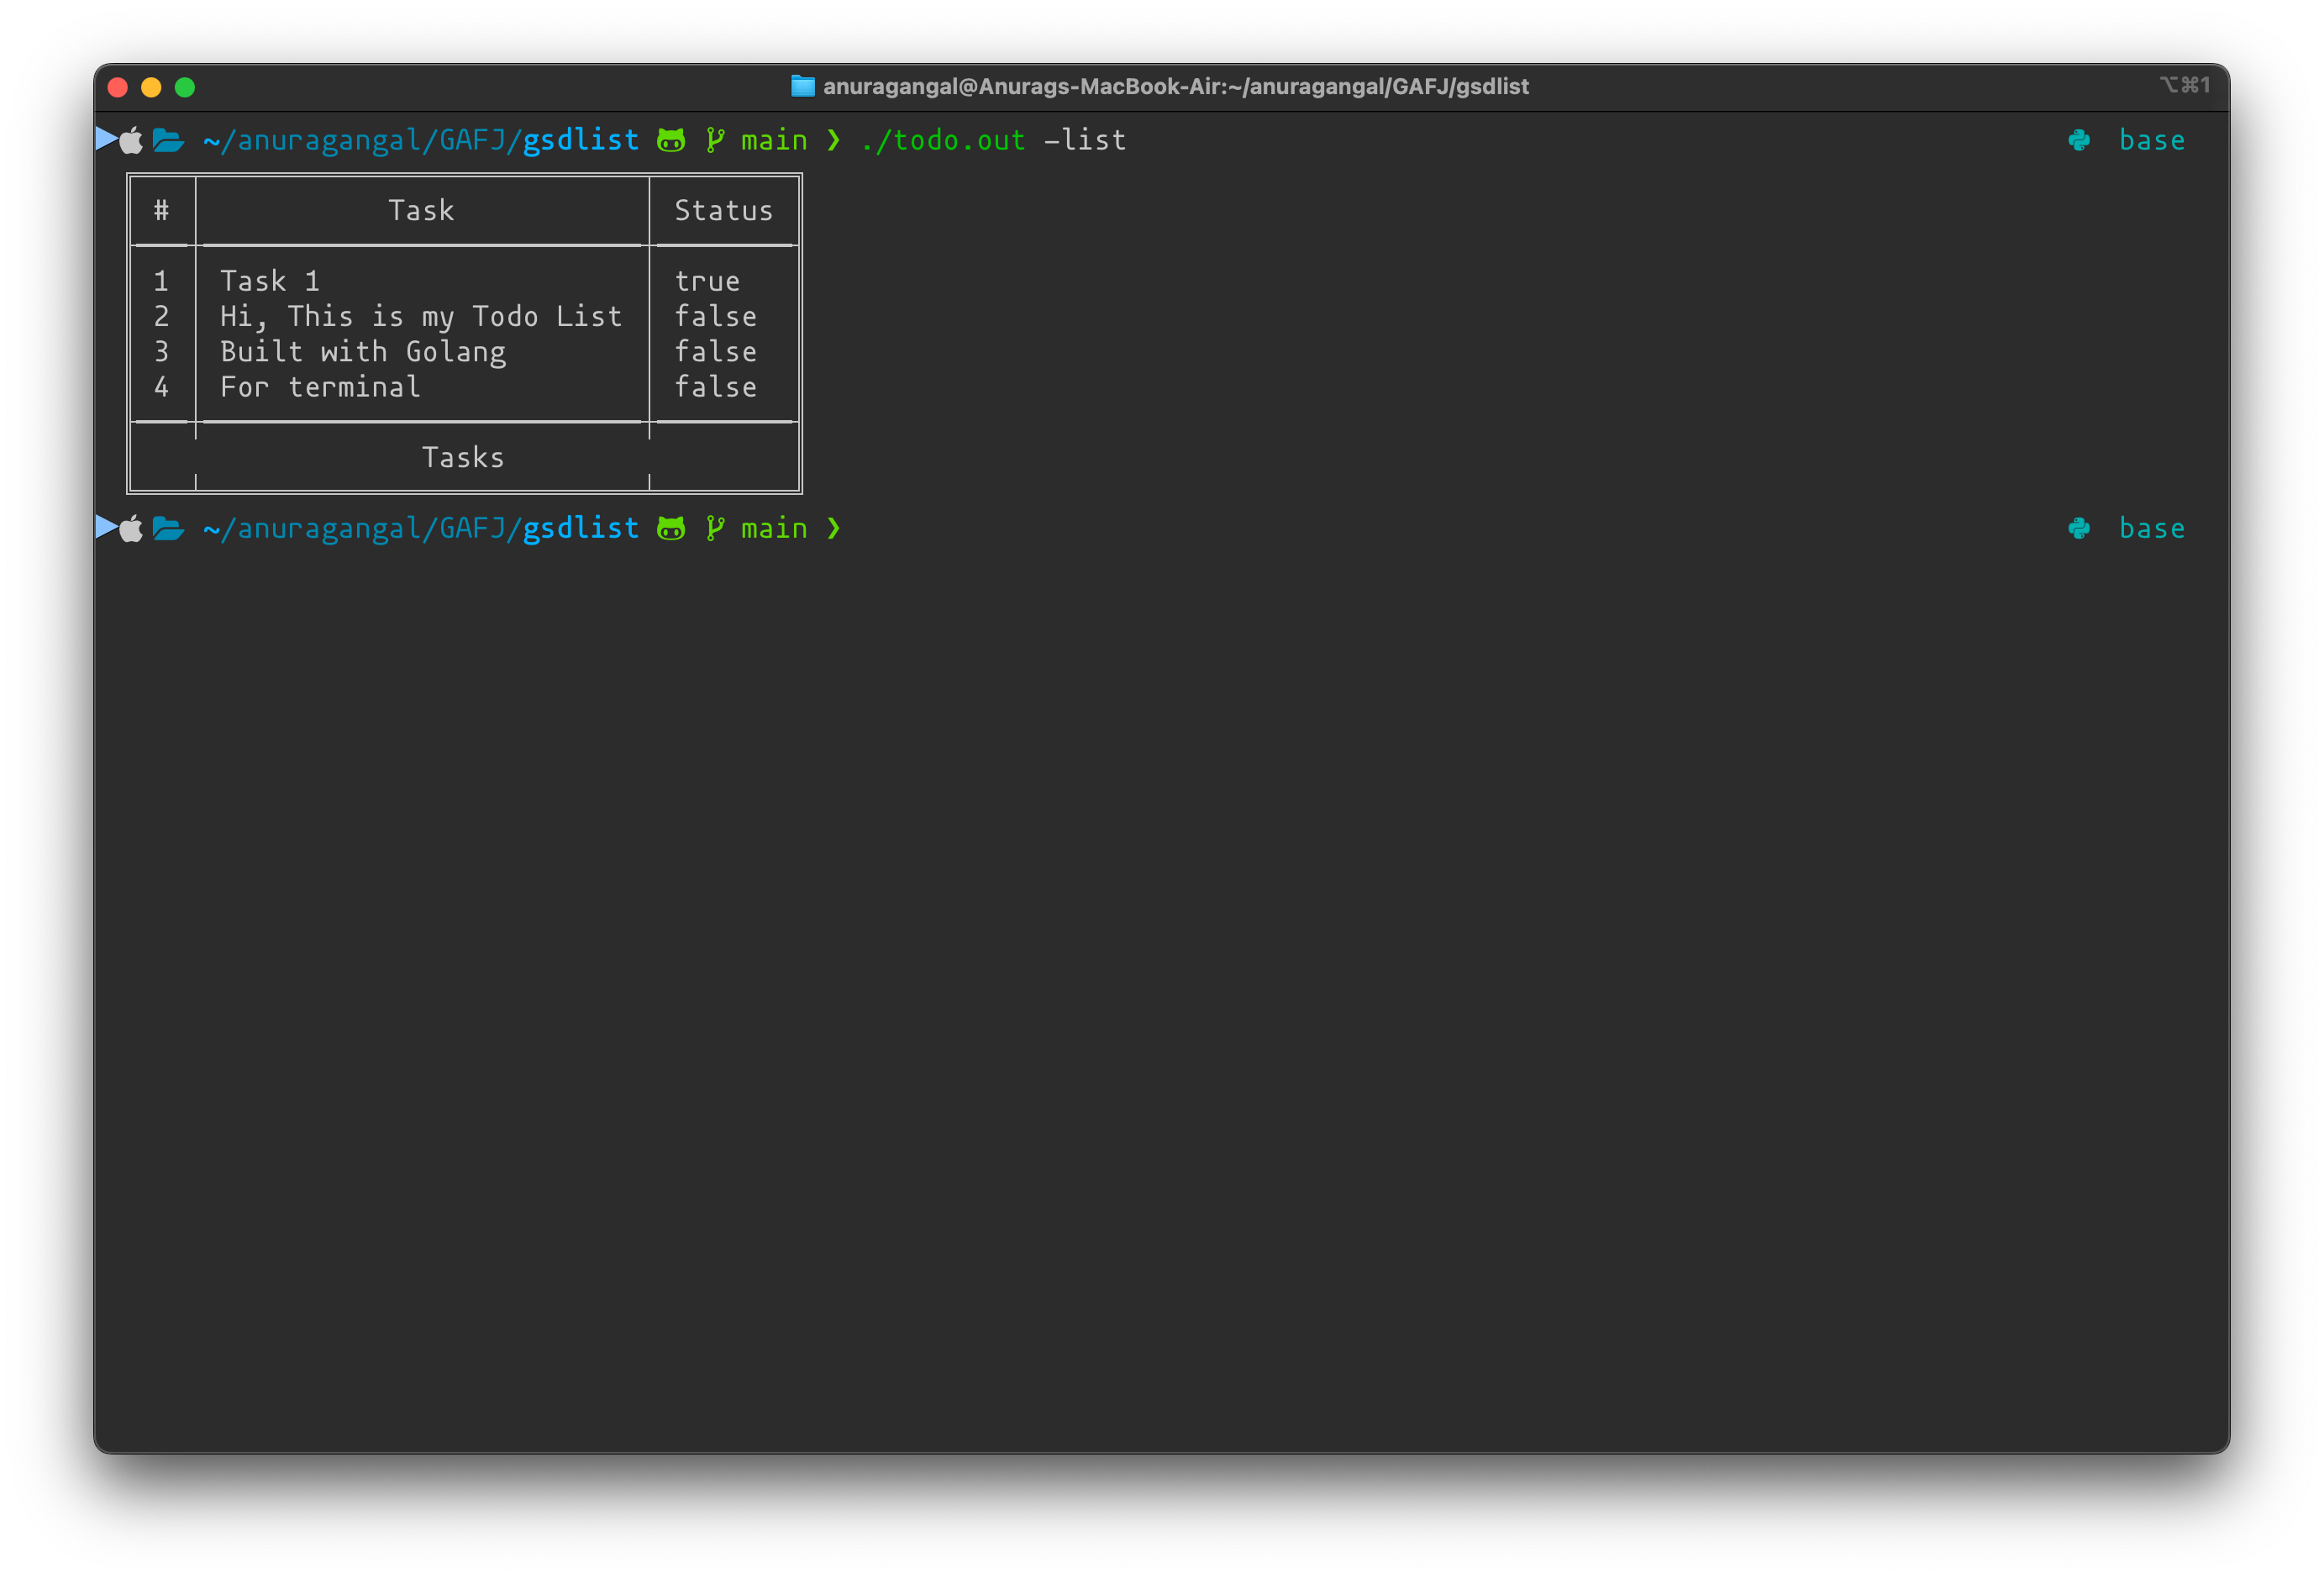 anuragangal@Anurags-MacBook-Air:~/anuragangal/GAFJ/gsdlist ⌥⌘1
~/anuragangal/GAFJ/gsdlist main ❯ ./todo.out -list base
# Task Status
1 Task 1 true
2 Hi, This is my Todo List false
3 Built with Golang false
4 For terminal false
Tasks
~/anuragangal/GAFJ/gsdlist main ❯ base